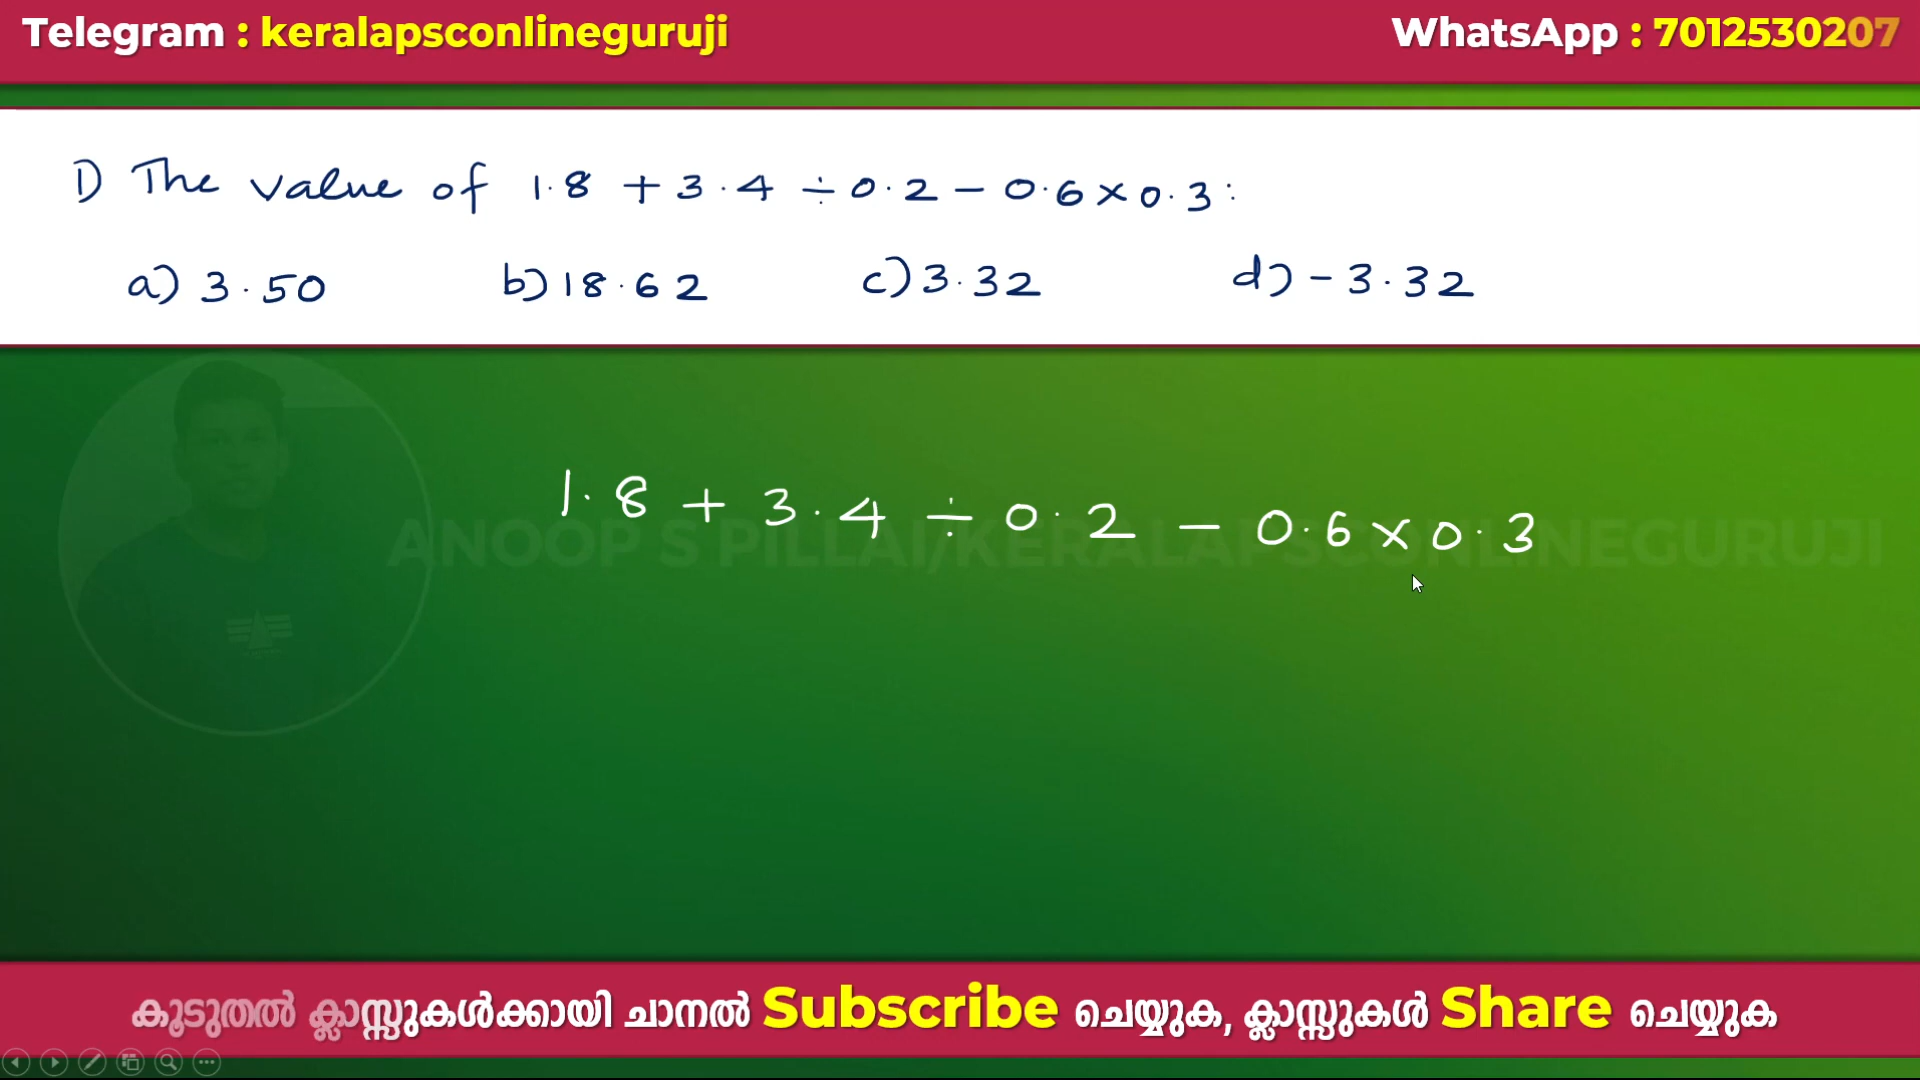 Telegram : keralapsconlineguruji
WhatsApp : 7012530207
1) The value of 1.8 + 3.4 ÷ 0.2 - 0.6 × 0.3 :
a) 3.50 b) 18.62 c) 3.32 d) -3.32
1.8 + 3.4 ÷ 0.2 - 0.6 × 0.3
ANOOP S PILLAI/KERALAPSCONLINEGURUJI
കൂടുതൽ ക്ലാസ്സുകൾക്കായി ചാനൽ Subscribe ചെയ്യുക, ക്ലാസ്സുകൾ Share ചെയ്യുക